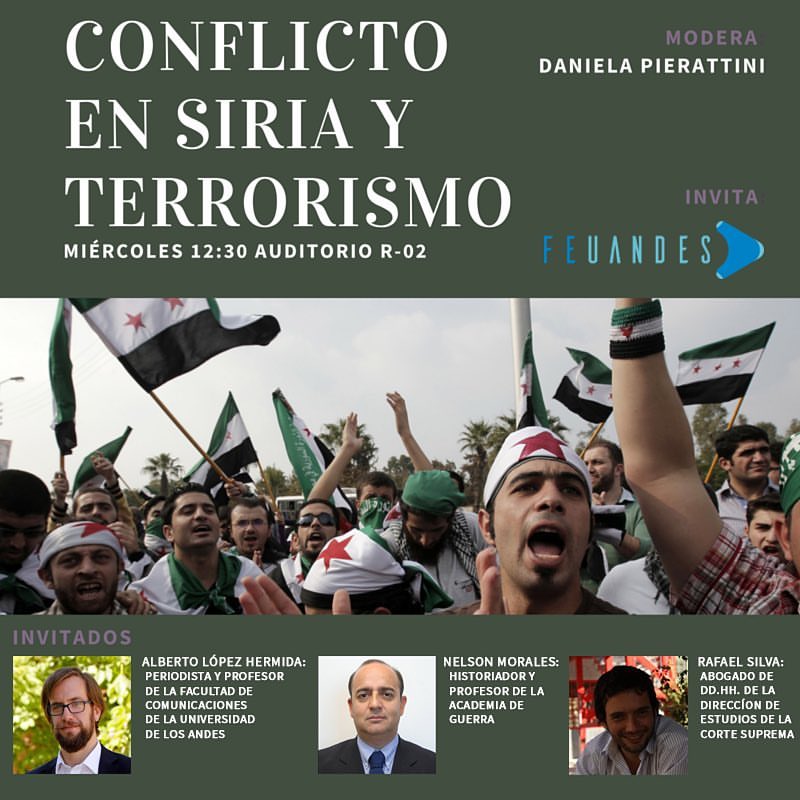 CONFLICTO
EN SIRIA Y
TERRORISMO
MIÉRCOLES 12:30 AUDITORIO R-02
MODERA
DANIELA PIERATTINI
INVITA
FEUANDES
INVITADOS
ALBERTO LÓPEZ HERMIDA:
PERIODISTA Y PROFESOR
DE LA FACULTAD DE
COMUNICACIONES
DE LA UNIVERSIDAD
DE LOS ANDES
NELSON MORALES:
HISTORIADOR Y
PROFESOR DE LA
ACADEMIA DE
GUERRA
RAFAEL SILVA:
ABOGADO DE
DD.HH. DE LA
DIRECCÍON DE
ESTUDIOS DE LA
CORTE SUPREMA